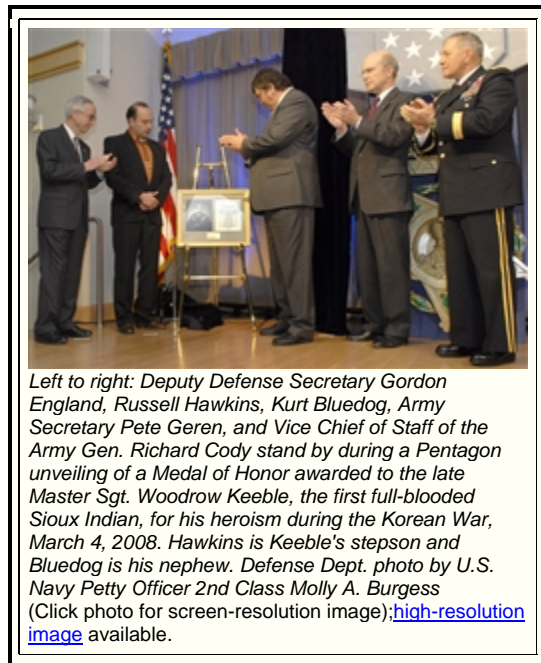 Left to right: Deputy Defense Secretary Gordon
England, Russell Hawkins, Kurt Bluedog, Army
Secretary Pete Geren, and Vice Chief of Staff of the
Army Gen. Richard Cody stand by during a Pentagon
unveiling of a Medal of Honor awarded to the late
Master Sgt. Woodrow Keeble, the first full-blooded
Sioux Indian, for his heroism during the Korean War,
March 4, 2008. Hawkins is Keeble's stepson and
Bluedog is his nephew. Defense Dept. photo by U.S.
Navy Petty Officer 2nd Class Molly A. Burgess
(Click photo for screen-resolution image);high-resolution
image available.